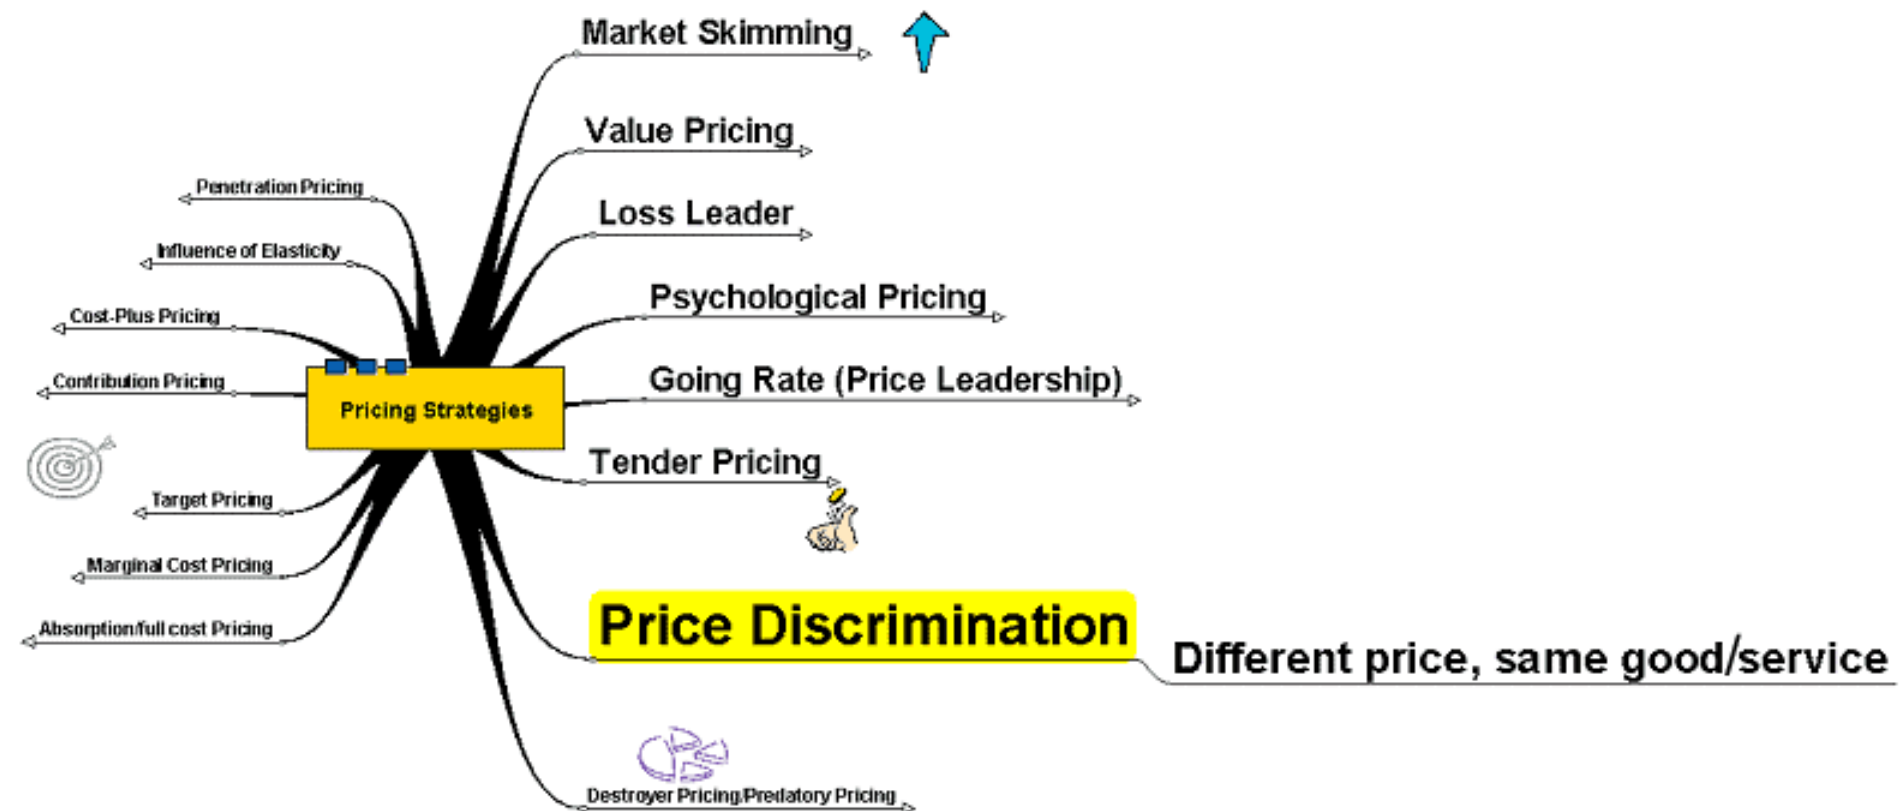 Market Skimming
Value Pricing
Penetration Pricing
Loss Leader
Influence of Elasticity
Psychological Pricing
Cost-Plus Pricing
Contribution Pricing
Going Rate (Price Leadership)
Pricing Strategies
Tender Pricing
Target Pricing
Marginal Cost Pricing
Absorption/full cost Pricing
Price Discrimination
Different price, same good/service
Destroyer Pricing/Predatory Pricing